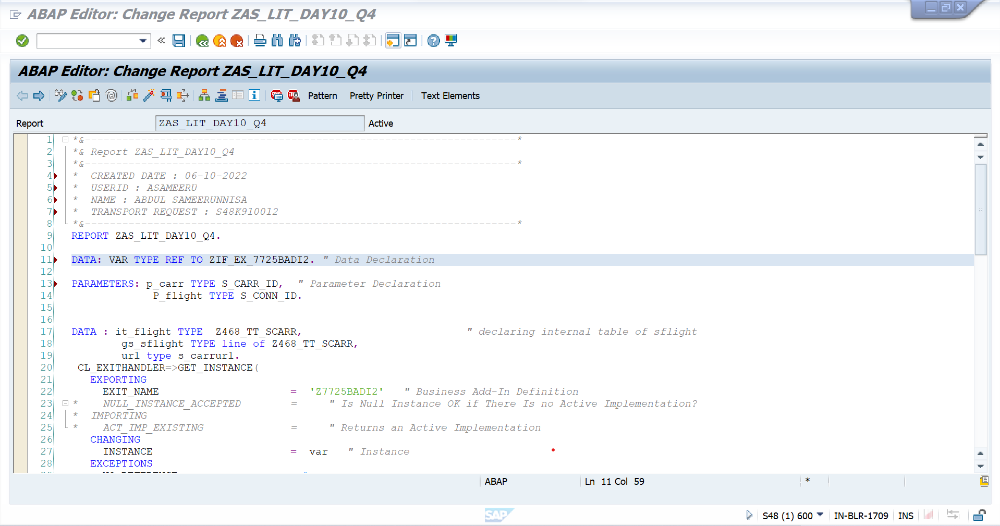 ABAP Editor: Change Report ZAS_LIT_DAY10_Q4
ABAP Editor: Change Report ZAS_LIT_DAY10_Q4
Pattern Pretty Printer Text Elements
Report ZAS_LIT_DAY10_Q4 Active
1 *&---------------------------------------------------------------------*
2 *& Report ZAS_LIT_DAY10_Q4
3 *&---------------------------------------------------------------------*
4 *  CREATED DATE : 06-10-2022
5 *  USERID : ASAMEERU
6 *  NAME : ABDUL SAMEERUNNISA
7 *  TRANSPORT REQUEST : S48K910012
8 *&---------------------------------------------------------------------*
9 REPORT ZAS_LIT_DAY10_Q4.
10
11 DATA: VAR TYPE REF TO ZIF_EX_7725BADI2. " Data Declaration
12
13 PARAMETERS: p_carr TYPE S_CARR_ID,  " Parameter Declaration
14 P_flight TYPE S_CONN_ID.
15
16
17 DATA : it_flight TYPE  Z468_TT_SCARR, " declaring internal table of sflight
18 gs_sflight TYPE line of Z468_TT_SCARR,
19 url type s_carrurl.
20 CL_EXITHANDLER=>GET_INSTANCE(
21 EXPORTING
22 EXIT_NAME = 'Z7725BADI2' " Business Add-In Definition
23 * NULL_INSTANCE_ACCEPTED = " Is Null Instance OK if There Is no Active Implementation?
24 * IMPORTING
25 * ACT_IMP_EXISTING = " Returns an Active Implementation
26 CHANGING
27 INSTANCE = var " Instance
28 EXCEPTIONS
ABAP Ln 11 Col 59 *
SAP S48 (1) 600 IN-BLR-1709 INS